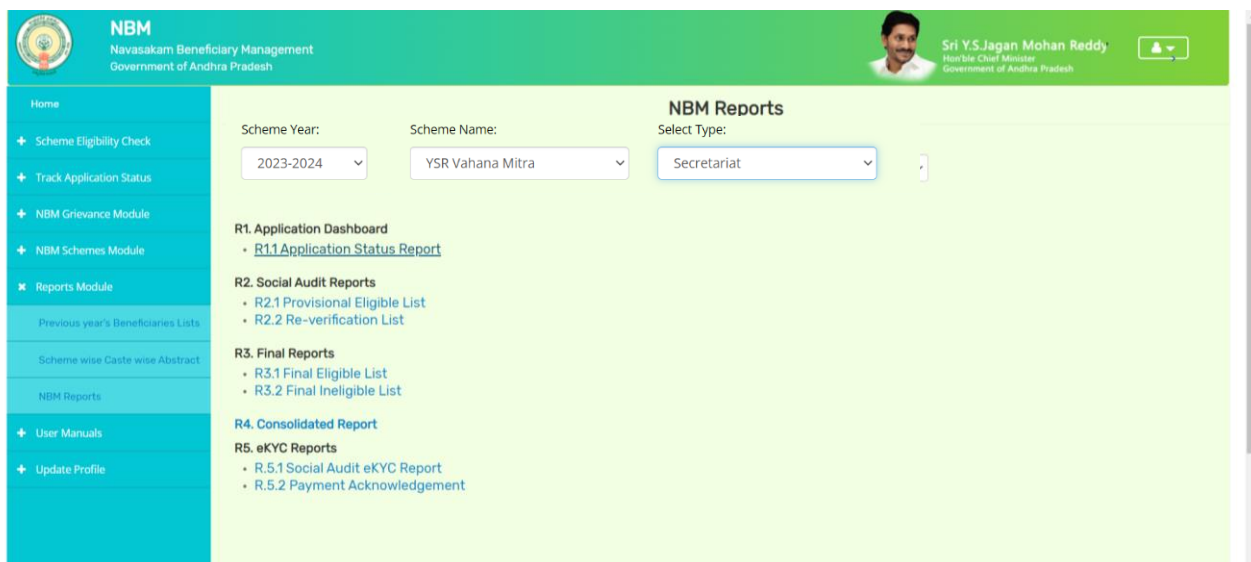 NBM
Navasakam Beneficiary Management
Government of Andhra Pradesh
Sri Y.S.Jagan Mohan Reddy
Hon'ble Chief Minister
Government of Andhra Pradesh
Home
Scheme Eligibility Check
Track Application Status
NBM Grievance Module
NBM Schemes Module
Reports Module
Previous year's Beneficiaries Lists
Scheme wise Caste wise Abstract
NBM Reports
User Manuals
Update Profile
NBM Reports
Scheme Year:
Scheme Name:
Select Type:
2023-2024
YSR Vahana Mitra
Secretariat
R1. Application Dashboard
R1.1 Application Status Report
R2. Social Audit Reports
R2.1 Provisional Eligible List
R2.2 Re-verification List
R3. Final Reports
R3.1 Final Eligible List
R3.2 Final Ineligible List
R4. Consolidated Report
R5. eKYC Reports
R.5.1 Social Audit eKYC Report
R.5.2 Payment Acknowledgement